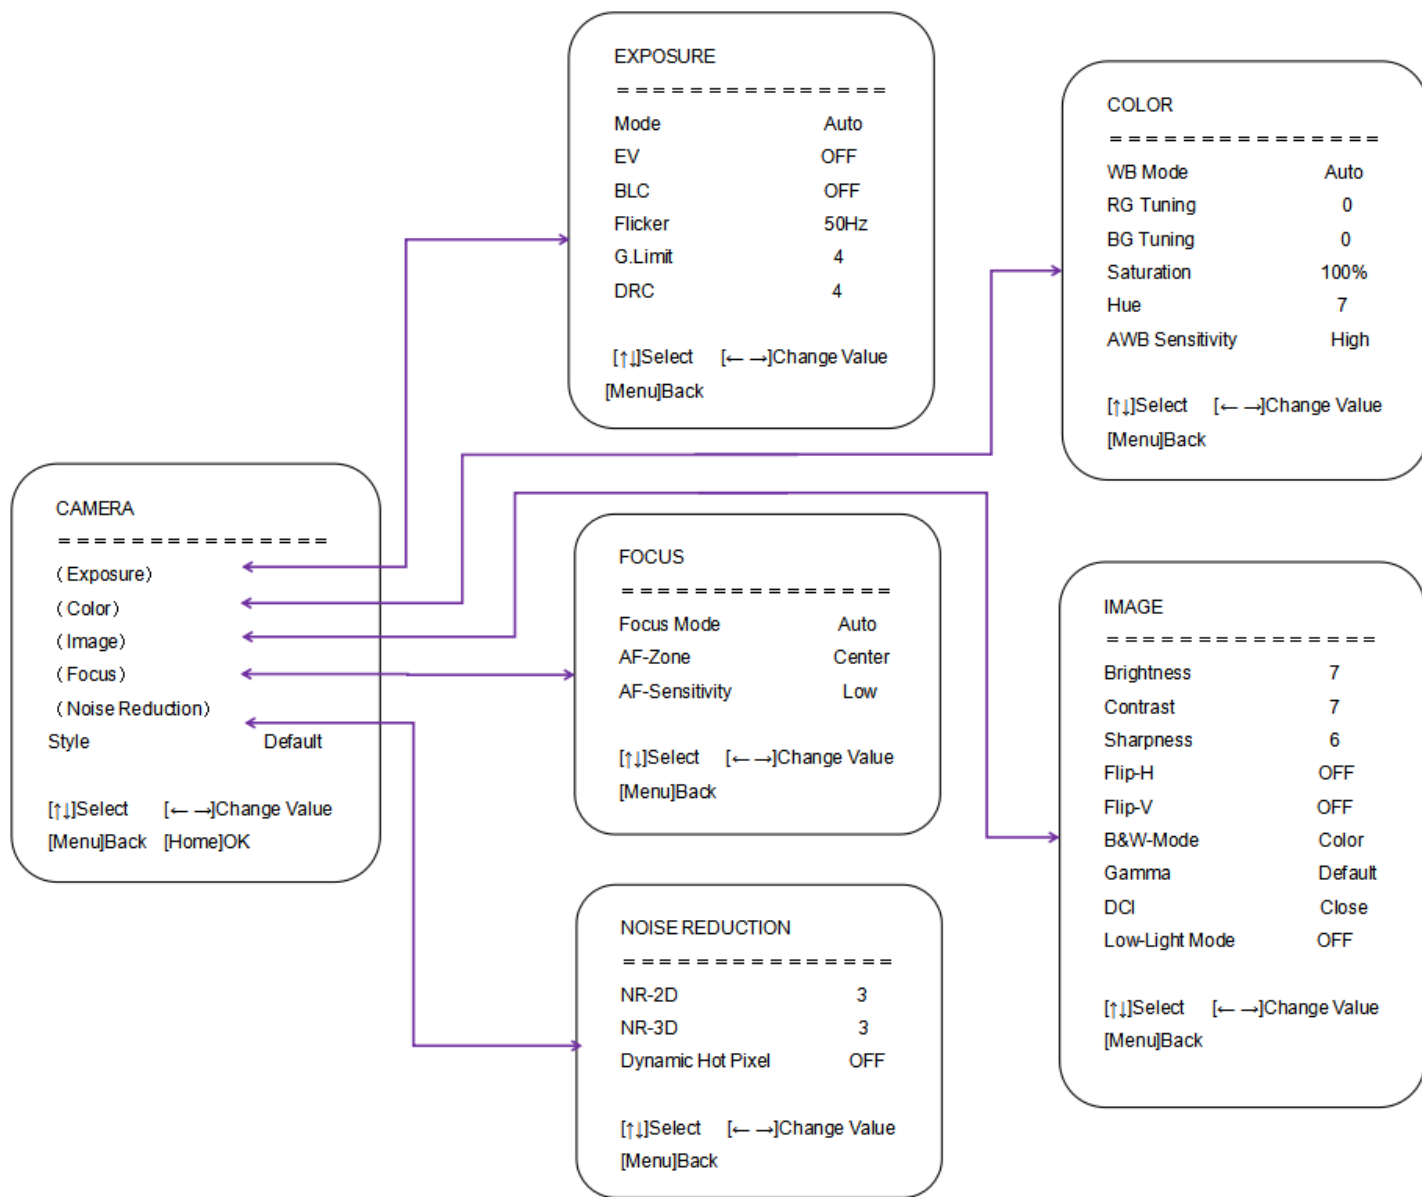 EXPOSURE
===============
Mode Auto
EV OFF
BLC OFF
Flicker 50Hz
G.Limit 4
DRC 4
[↑↓]Select [← →]Change Value
[Menu]Back
COLOR
===============
WB Mode Auto
RG Tuning 0
BG Tuning 0
Saturation 100%
Hue 7
AWB Sensitivity High
[↑↓]Select [← →]Change Value
[Menu]Back
CAMERA
===============
(Exposure)
(Color)
(Image)
(Focus)
(Noise Reduction)
Style Default
[↑↓]Select [← →]Change Value
[Menu]Back [Home]OK
FOCUS
===============
Focus Mode Auto
AF-Zone Center
AF-Sensitivity Low
[↑↓]Select [← →]Change Value
[Menu]Back
IMAGE
===============
Brightness 7
Contrast 7
Sharpness 6
Flip-H OFF
Flip-V OFF
B&W-Mode Color
Gamma Default
DCI Close
Low-Light Mode OFF
[↑↓]Select [← →]Change Value
[Menu]Back
NOISE REDUCTION
===============
NR-2D 3
NR-3D 3
Dynamic Hot Pixel OFF
[↑↓]Select [← →]Change Value
[Menu]Back